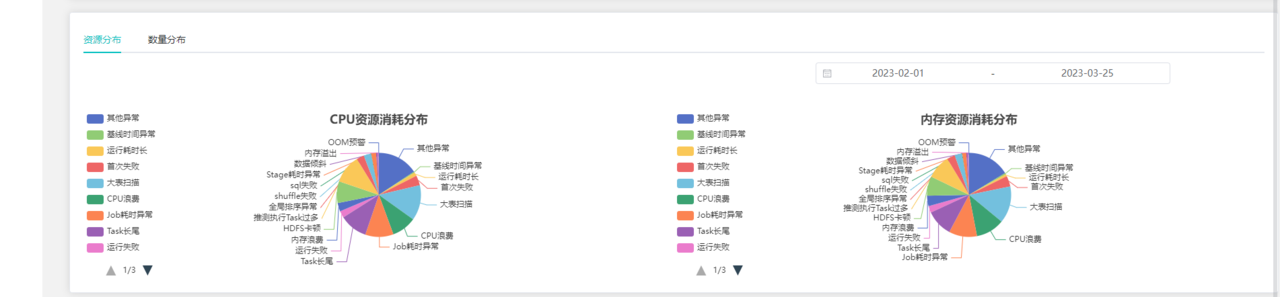 资源分布 数量分布
2023-02-01 - 2023-03-25
其他异常
基线时间异常
运行耗时长
首次失败
大表扫描
CPU浪费
Job耗时异常
Task长尾
运行失败
1/3
CPU资源消耗分布
OOM预警
内存溢出
数据倾斜
Stage耗时异常
sql失败
shuffle失败
全局排序异常
推测执行Task过多
HDFS卡顿
内存浪费
运行失败
Task长尾
其他异常
基线时间异常
运行耗时长
首次失败
大表扫描
CPU浪费
Job耗时异常
其他异常
基线时间异常
运行耗时长
首次失败
大表扫描
CPU浪费
Job耗时异常
Task长尾
运行失败
1/3
内存资源消耗分布
OOM预警
内存溢出
数据倾斜
Stage耗时异常
sql失败
shuffle失败
全局排序异常
推测执行Task过多
HDFS卡顿
内存浪费
运行失败
Task长尾
Job耗时异常
其他异常
基线时间异常
运行耗时长
首次失败
大表扫描
CPU浪费